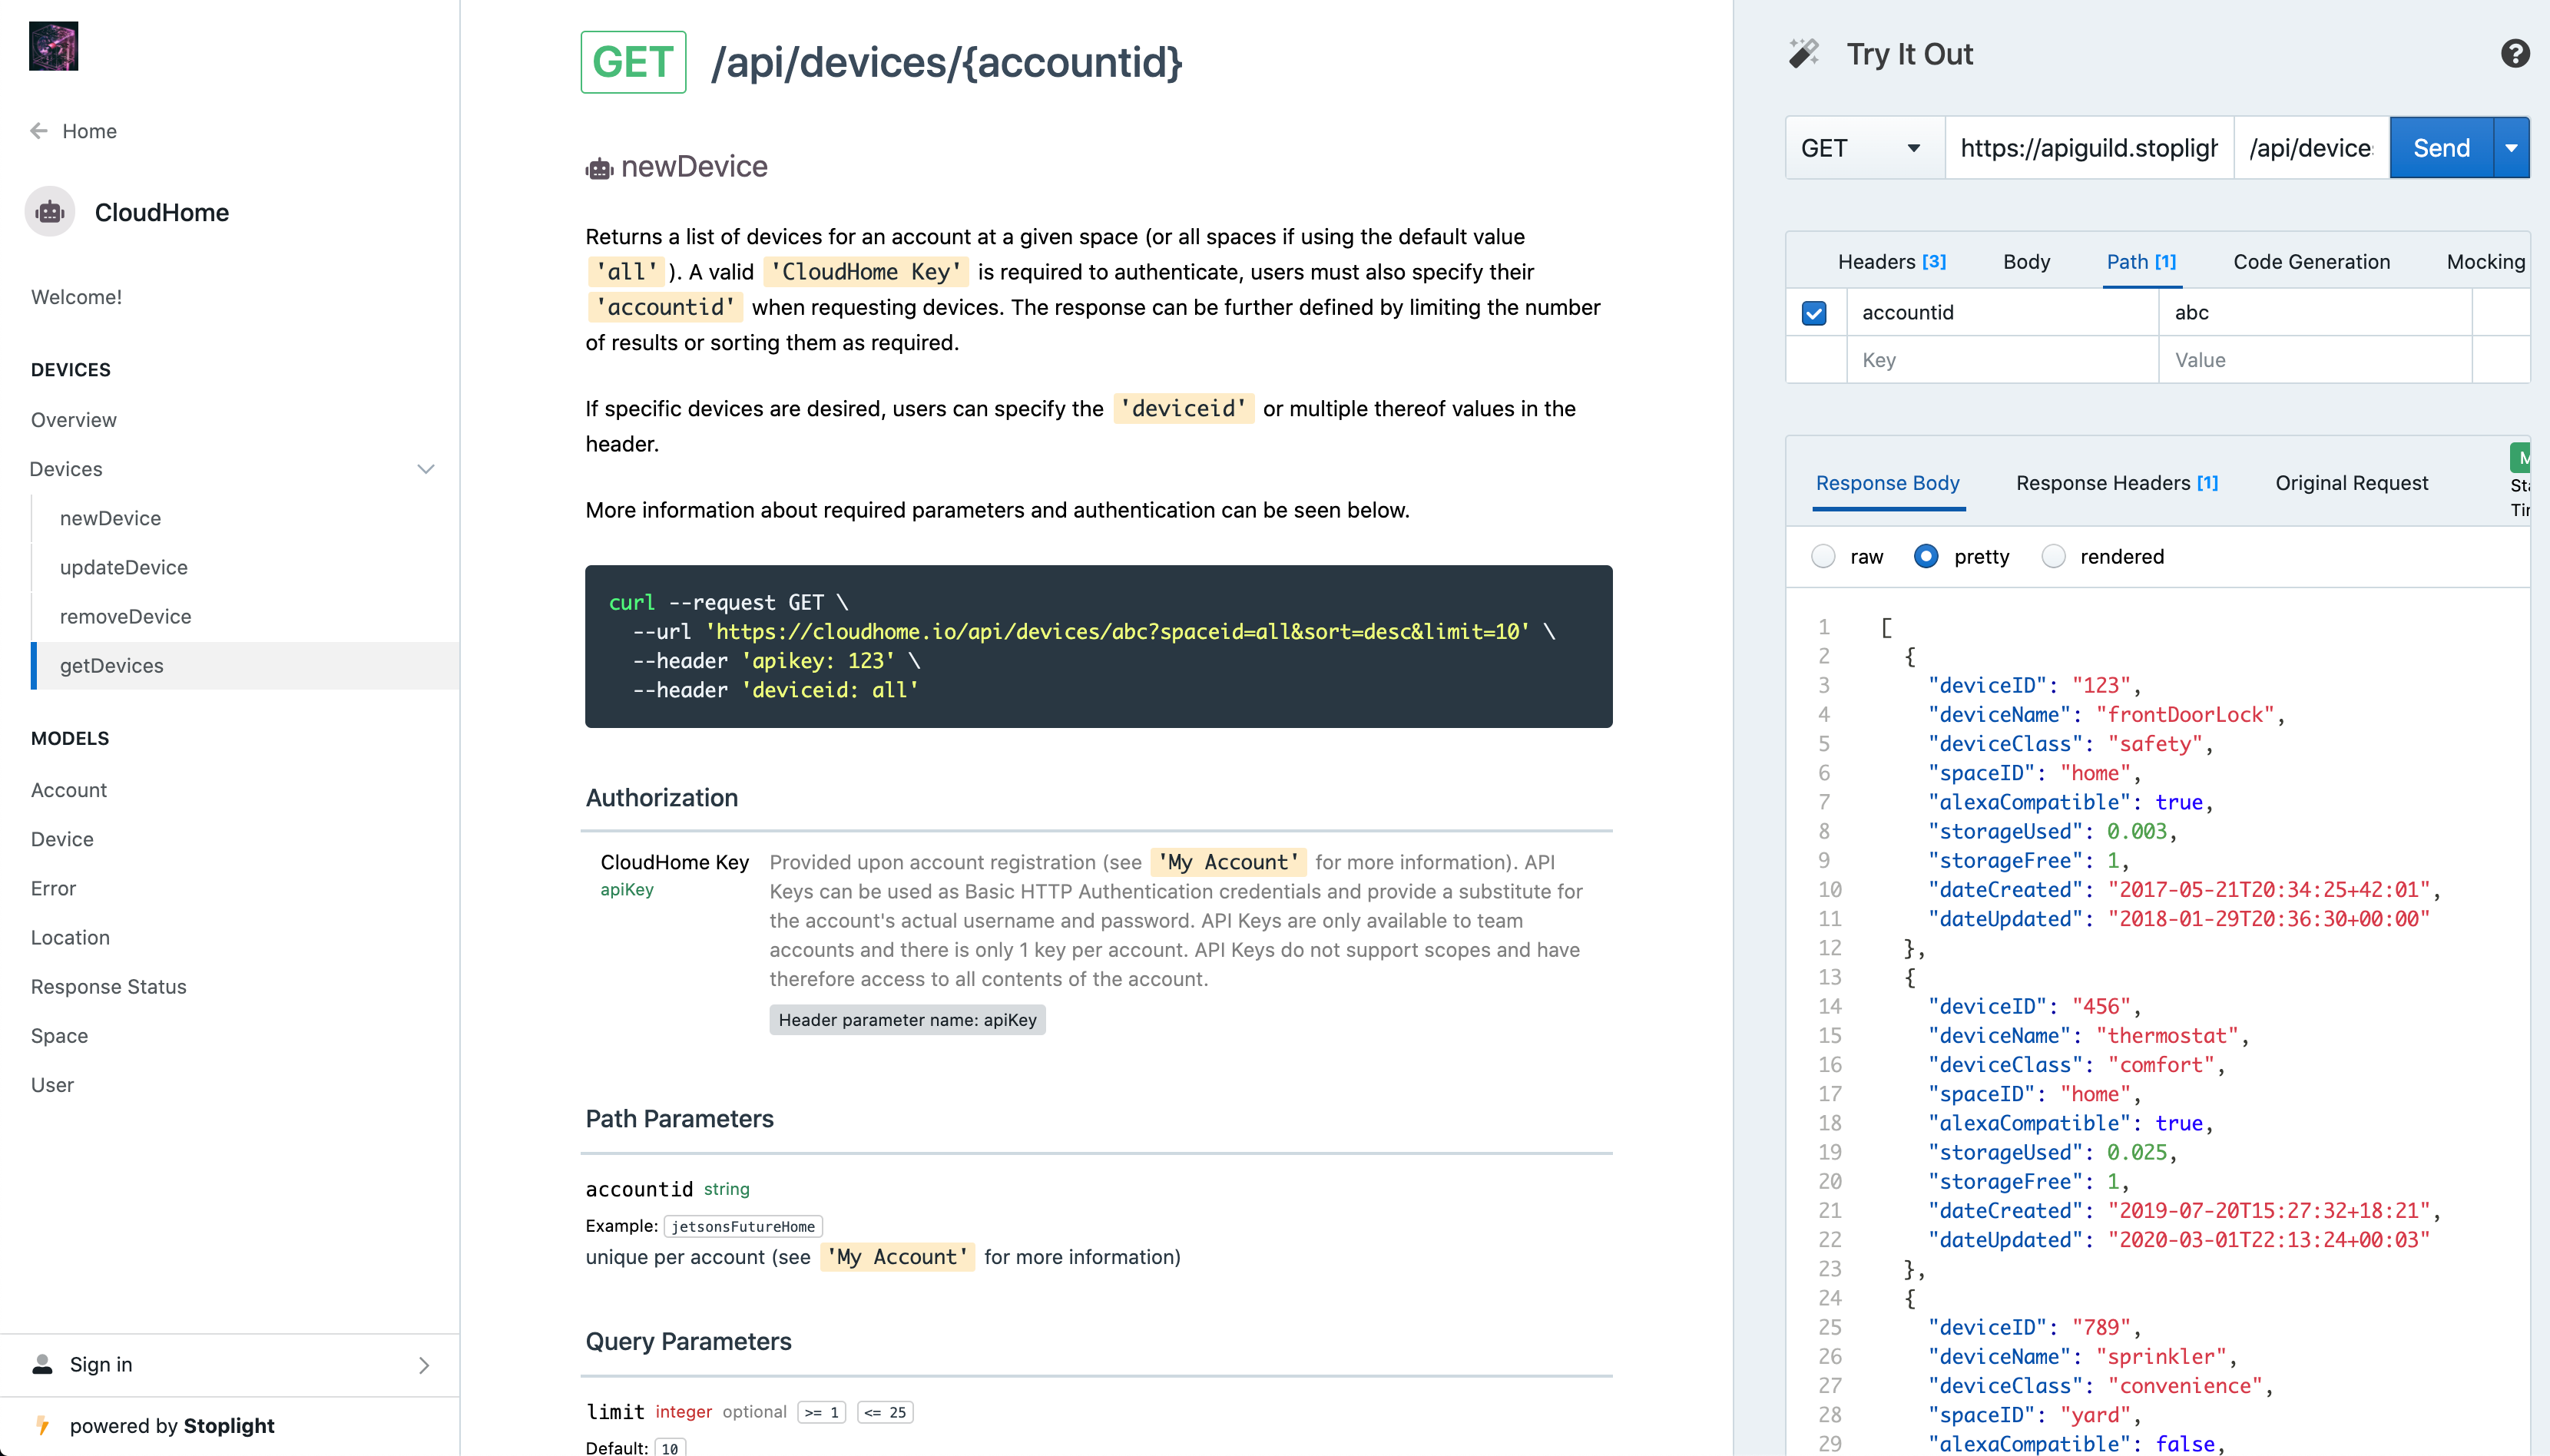 Home
CloudHome
Welcome!
DEVICES
Overview
Devices
newDevice
updateDevice
removeDevice
getDevices
MODELS
Account
Device
Error
Location
Response Status
Space
User
Sign in
powered by Stoplight
GET /api/devices/{accountid}
newDevice
Returns a list of devices for an account at a given space (or all spaces if using the default value
'all' ). A valid 'CloudHome Key' is required to authenticate, users must also specify their
'accountid' when requesting devices. The response can be further defined by limiting the number
of results or sorting them as required.
If specific devices are desired, users can specify the 'deviceid' or multiple thereof values in the
header.
More information about required parameters and authentication can be seen below.
curl --request GET \
--url 'https://cloudhome.io/api/devices/abc?spaceid=all&sort=desc&limit=10' \
--header 'apikey: 123' \
--header 'deviceid: all'
Authorization
CloudHome Key
apiKey
Provided upon account registration (see 'My Account' for more information). API
Keys can be used as Basic HTTP Authentication credentials and provide a substitute for
the account's actual username and password. API Keys are only available to team
accounts and there is only 1 key per account. API Keys do not support scopes and have
therefore access to all contents of the account.
Header parameter name: apiKey
Path Parameters
accountid string
Example: jetsonsFutureHome
unique per account (see 'My Account' for more information)
Query Parameters
limit integer optional >= 1 <= 25
Default: 10
Try It Out
GET https://apiguild.stopligh /api/device Send
Headers [3] Body Path [1] Code Generation Mocking
accountid abc
Key Value
Response Body Response Headers [1] Original Request
raw pretty rendered
1 [
2 {
3 "deviceID": "123",
4 "deviceName": "frontDoorLock",
5 "deviceClass": "safety",
6 "spaceID": "home",
7 "alexaCompatible": true,
8 "storageUsed": 0.003,
9 "storageFree": 1,
10 "dateCreated": "2017-05-21T20:34:25+42:01",
11 "dateUpdated": "2018-01-29T20:36:30+00:00"
12 },
13 {
14 "deviceID": "456",
15 "deviceName": "thermostat",
16 "deviceClass": "comfort",
17 "spaceID": "home",
18 "alexaCompatible": true,
19 "storageUsed": 0.025,
20 "storageFree": 1,
21 "dateCreated": "2019-07-20T15:27:32+18:21",
22 "dateUpdated": "2020-03-01T22:13:24+00:03"
23 },
24 {
25 "deviceID": "789",
26 "deviceName": "sprinkler",
27 "deviceClass": "convenience",
28 "spaceID": "yard",
29 "alexaCompatible": false,